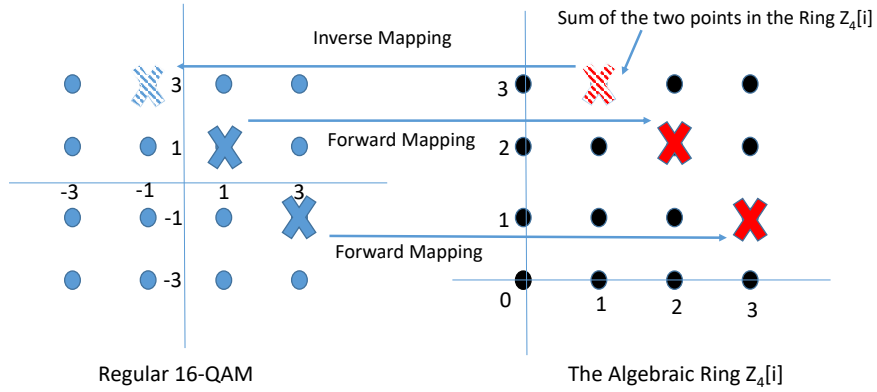 Sum of the two points in the Ring Z4[i]
Inverse Mapping
3
3
Forward Mapping
1
2
-3
-1
1
3
-1
1
Forward Mapping
-3
0
1
2
3
Regular 16-QAM
The Algebraic Ring Z4[i]